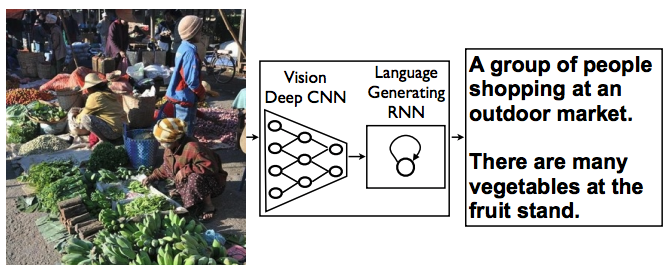 Vision
Deep CNN
Language
Generating
RNN
A group of people
shopping at an
outdoor market.
There are many
vegetables at the
fruit stand.